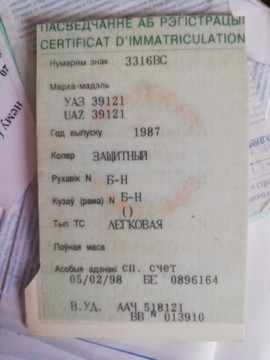 ПАСВЕДЧАННЕ АБ РЭГІСТРАЦЫІ
CERTIFICAT D'IMMATRICULATION
Нумарны знак 3316ВС
Марка-мадэль
УАЗ 39121
UAZ 39121
Год выпуску 1987
Колер ЗАЩИТНЫЙ
Рухавік N Б-Н
Кузаў (рама) N Б-Н
()
Тып ТС ЛЕГКОВАЯ
Поўная маса
Асобыя адзнакі сп. счет
05/02/98 БЕ 0896164
В.УД. ААЧ 518121
ВВ N 013910
нему